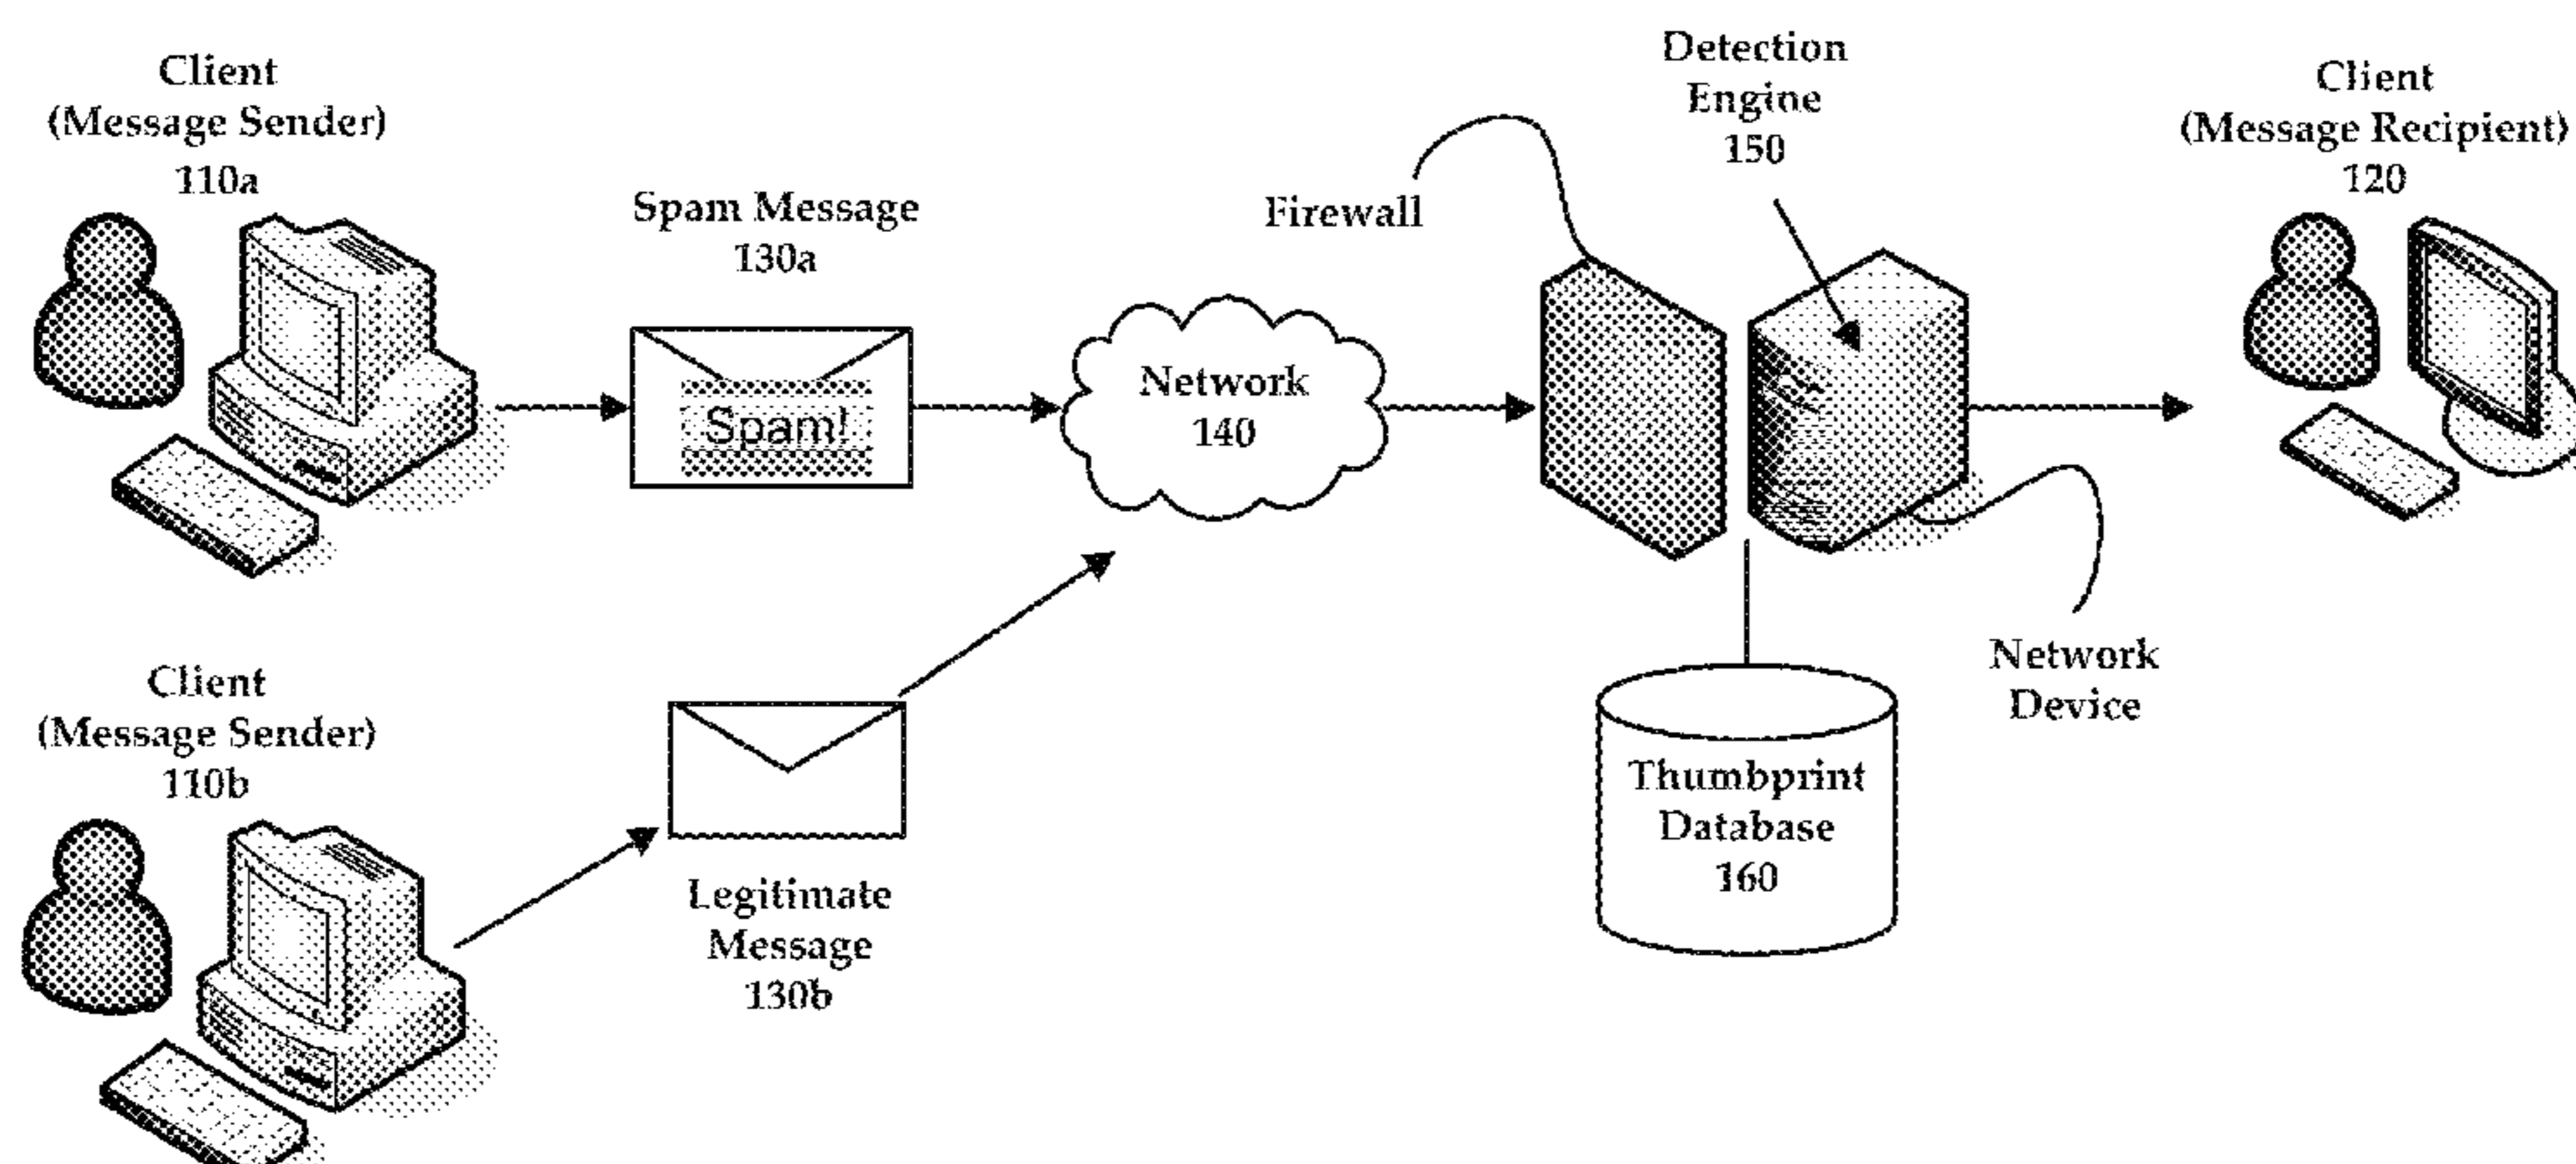 Client
(Message Sender)
110a
Spam Message
130a
Spam!
Network
140
Firewall
Detection
Engine
150
Client
(Message Recipient)
120
Client
(Message Sender)
110b
Legitimate
Message
130b
Thumbprint
Database
160
Network
Device